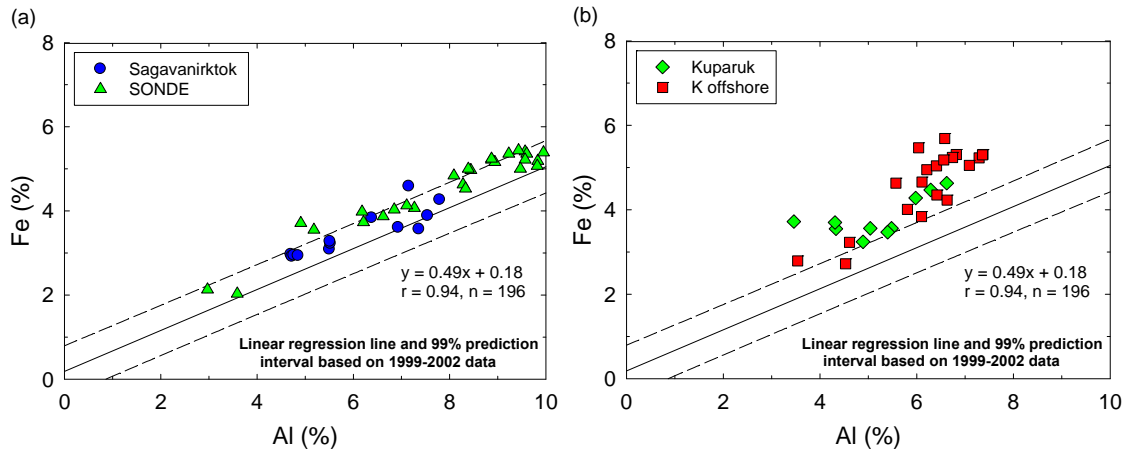 (a)
8
6
4
2
0
Fe (%)
Sagavanirktok
SONDE
y = 0.49x + 0.18
r = 0.94, n = 196
Linear regression line and 99% prediction
interval based on 1999-2002 data
0 2 4 6 8 10
Al (%)
(b)
8
6
4
2
0
Fe (%)
Kuparuk
K offshore
y = 0.49x + 0.18
r = 0.94, n = 196
Linear regression line and 99% prediction
interval based on 1999-2002 data
0 2 4 6 8 10
Al (%)